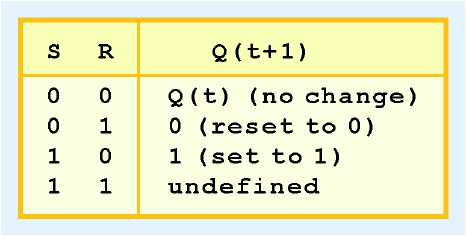 S R Q(t+1)
0 0 Q(t) (no change)
0 1 0 (reset to 0)
1 0 1 (set to 1)
1 1 undefined